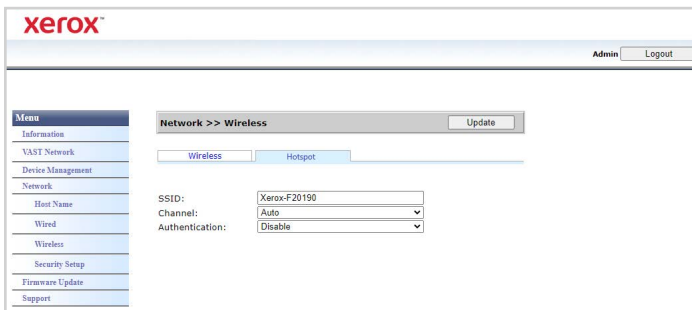 xerox™
Admin Logout
Menu
Information
VAST Network
Device Management
Network
Host Name
Wired
Wireless
Security Setup
Firmware Update
Support
Network >> Wireless Update
Wireless Hotspot
SSID: Xerox-F20190
Channel: Auto
Authentication: Disable